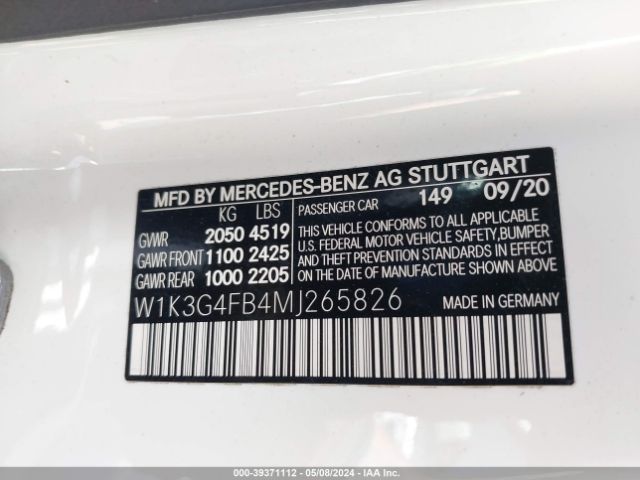 MFD BY MERCEDES-BENZ AG STUTTGART
KG LBS
GVWR 2050 4519
GAWR FRONT 1100 2425
GAWR REAR 1000 2205
PASSENGER CAR 149 09/20
THIS VEHICLE CONFORMS TO ALL APPLICABLE
U.S. FEDERAL MOTOR VEHICLE SAFETY, BUMPER
AND THEFT PREVENTION STANDARDS IN EFFECT
ON THE DATE OF MANUFACTURE SHOWN ABOVE.
W1K3G4FB4MJ265826 MADE IN GERMANY
000-39371112 - 05/08/2024 - IAA Inc.